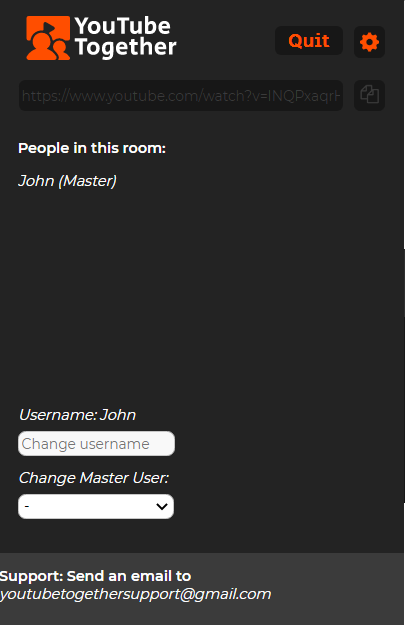 YouTube
Together
Quit
https://www.youtube.com/watch?v=INQPxaqrH
People in this room:
John (Master)
Username: John
Change username
Change Master User:
-
Support: Send an email to
youtubetogethersupport@gmail.com